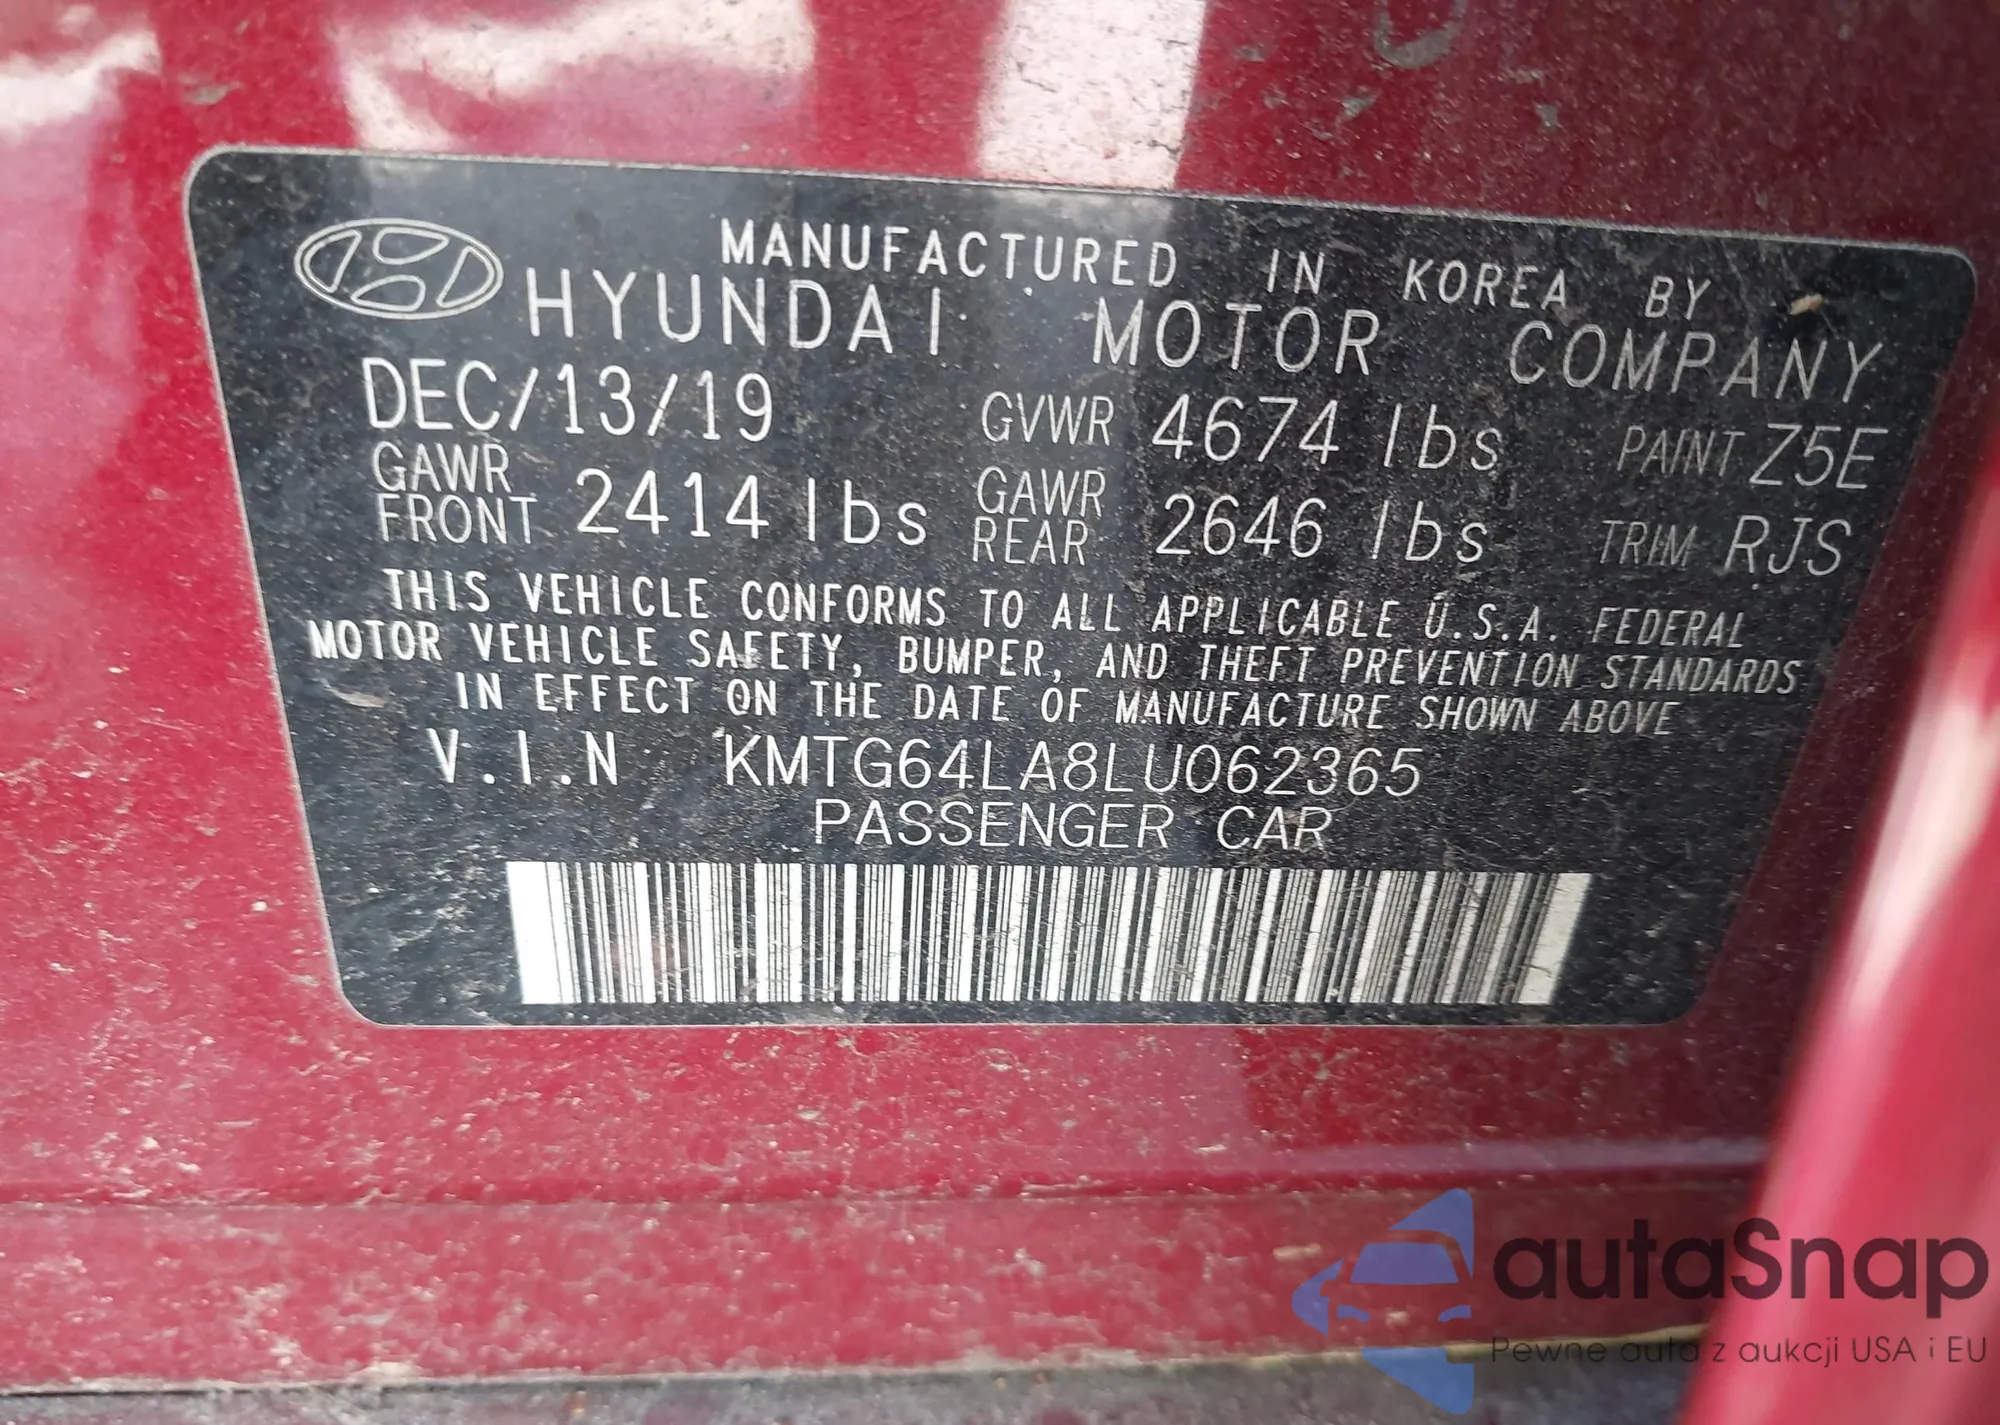 MANUFACTURED IN KOREA BY
HYUNDAI MOTOR COMPANY
DEC/13/19 GVWR 4674 lbs PAINT Z5E
GAWR FRONT 2414 lbs GAWR REAR 2646 lbs TRIM RJS
THIS VEHICLE CONFORMS TO ALL APPLICABLE U.S.A. FEDERAL
MOTOR VEHICLE SAFETY, BUMPER, AND THEFT PREVENTION STANDARDS
IN EFFECT ON THE DATE OF MANUFACTURE SHOWN ABOVE
V.I.N KMTG64LA8LU062365
PASSENGER CAR
autaSnap
Pewne auta z aukcji USA i EU